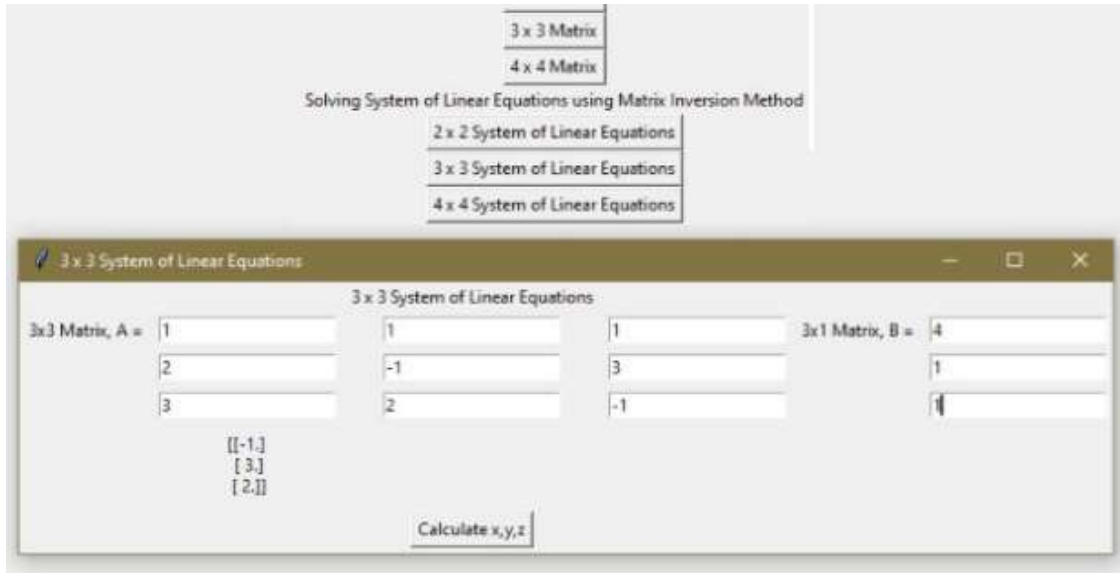 3 x 3 Matrix
4 x 4 Matrix
Solving System of Linear Equations using Matrix Inversion Method
2 x 2 System of Linear Equations
3 x 3 System of Linear Equations
4 x 4 System of Linear Equations
3 x 3 System of Linear Equations
3 x 3 System of Linear Equations
3x3 Matrix, A = 1 1 1 3x1 Matrix, B = 4
2 -1 3 1
3 2 -1 1
[[-1.]
[ 3.]
[ 2.]]
Calculate x,y,z